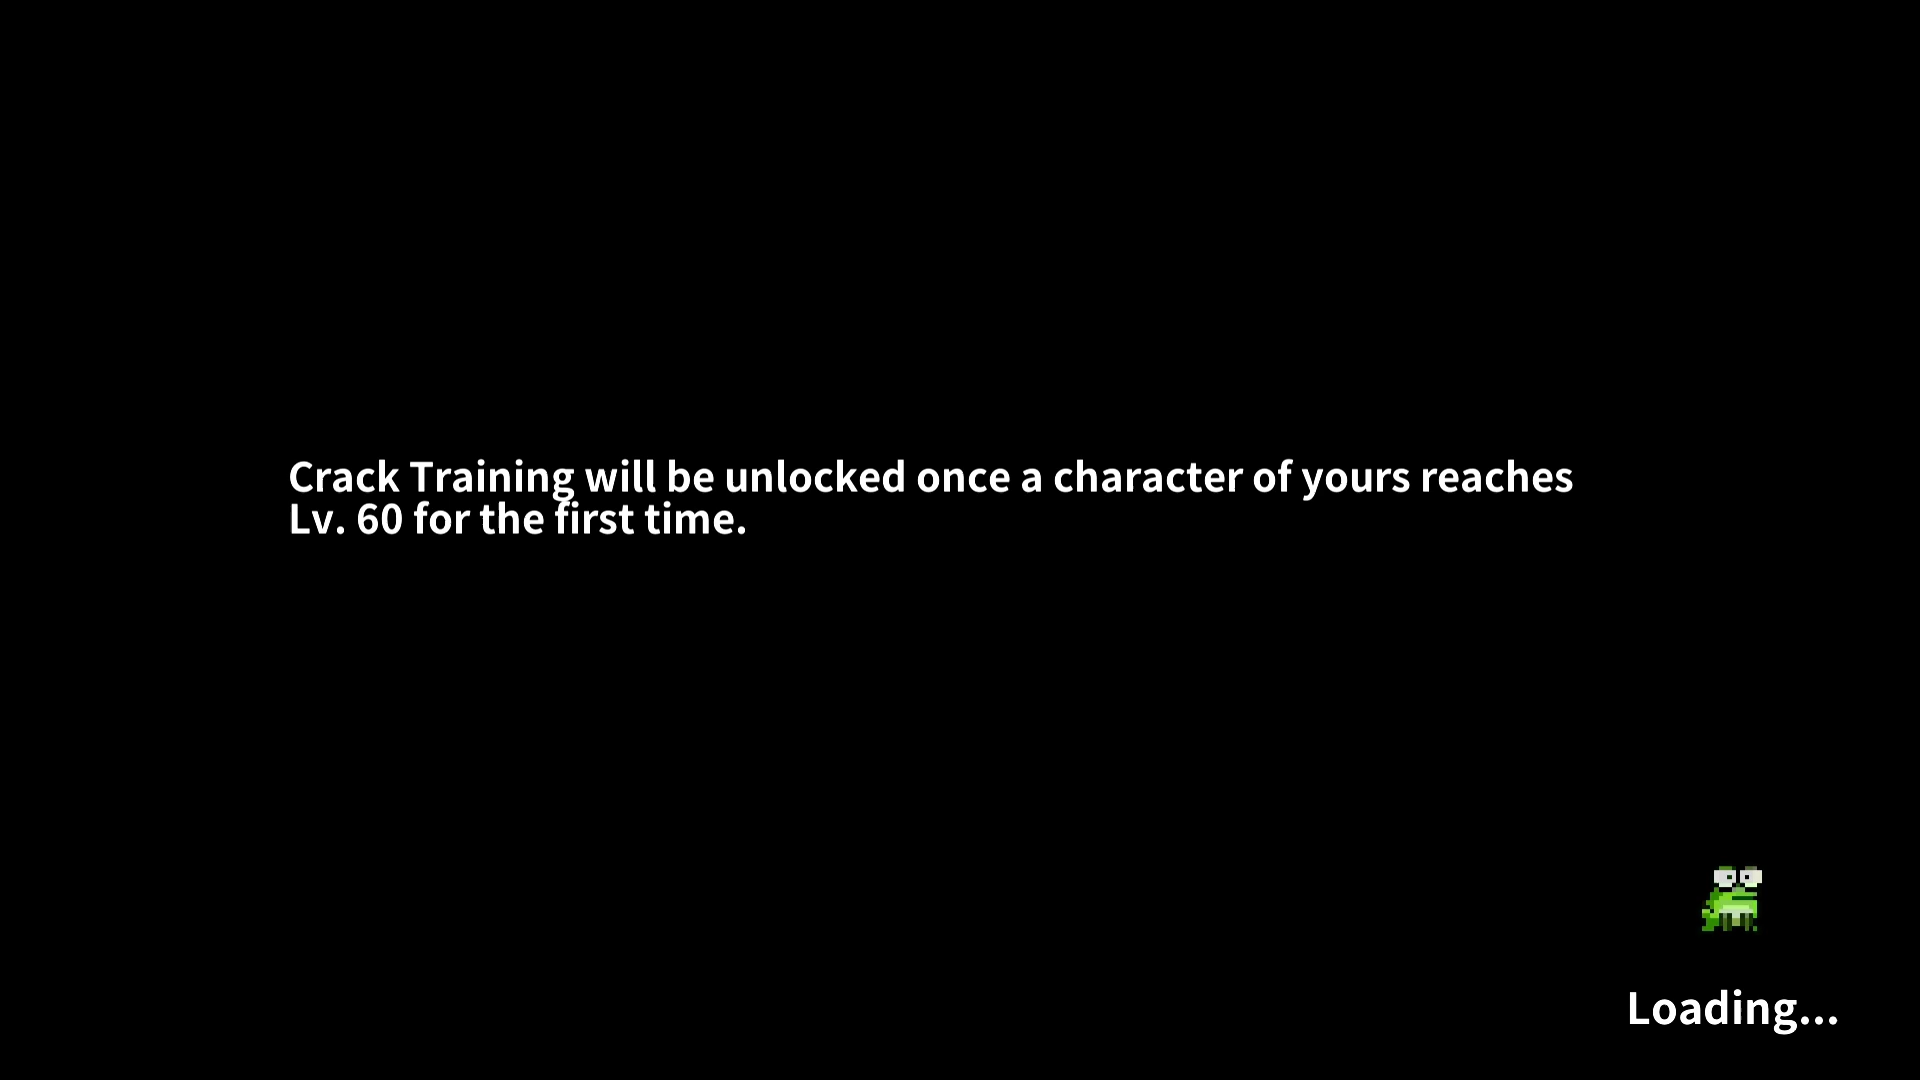 Crack Training will be unlocked once a character of yours reaches
Lv. 60 for the first time.
Loading...